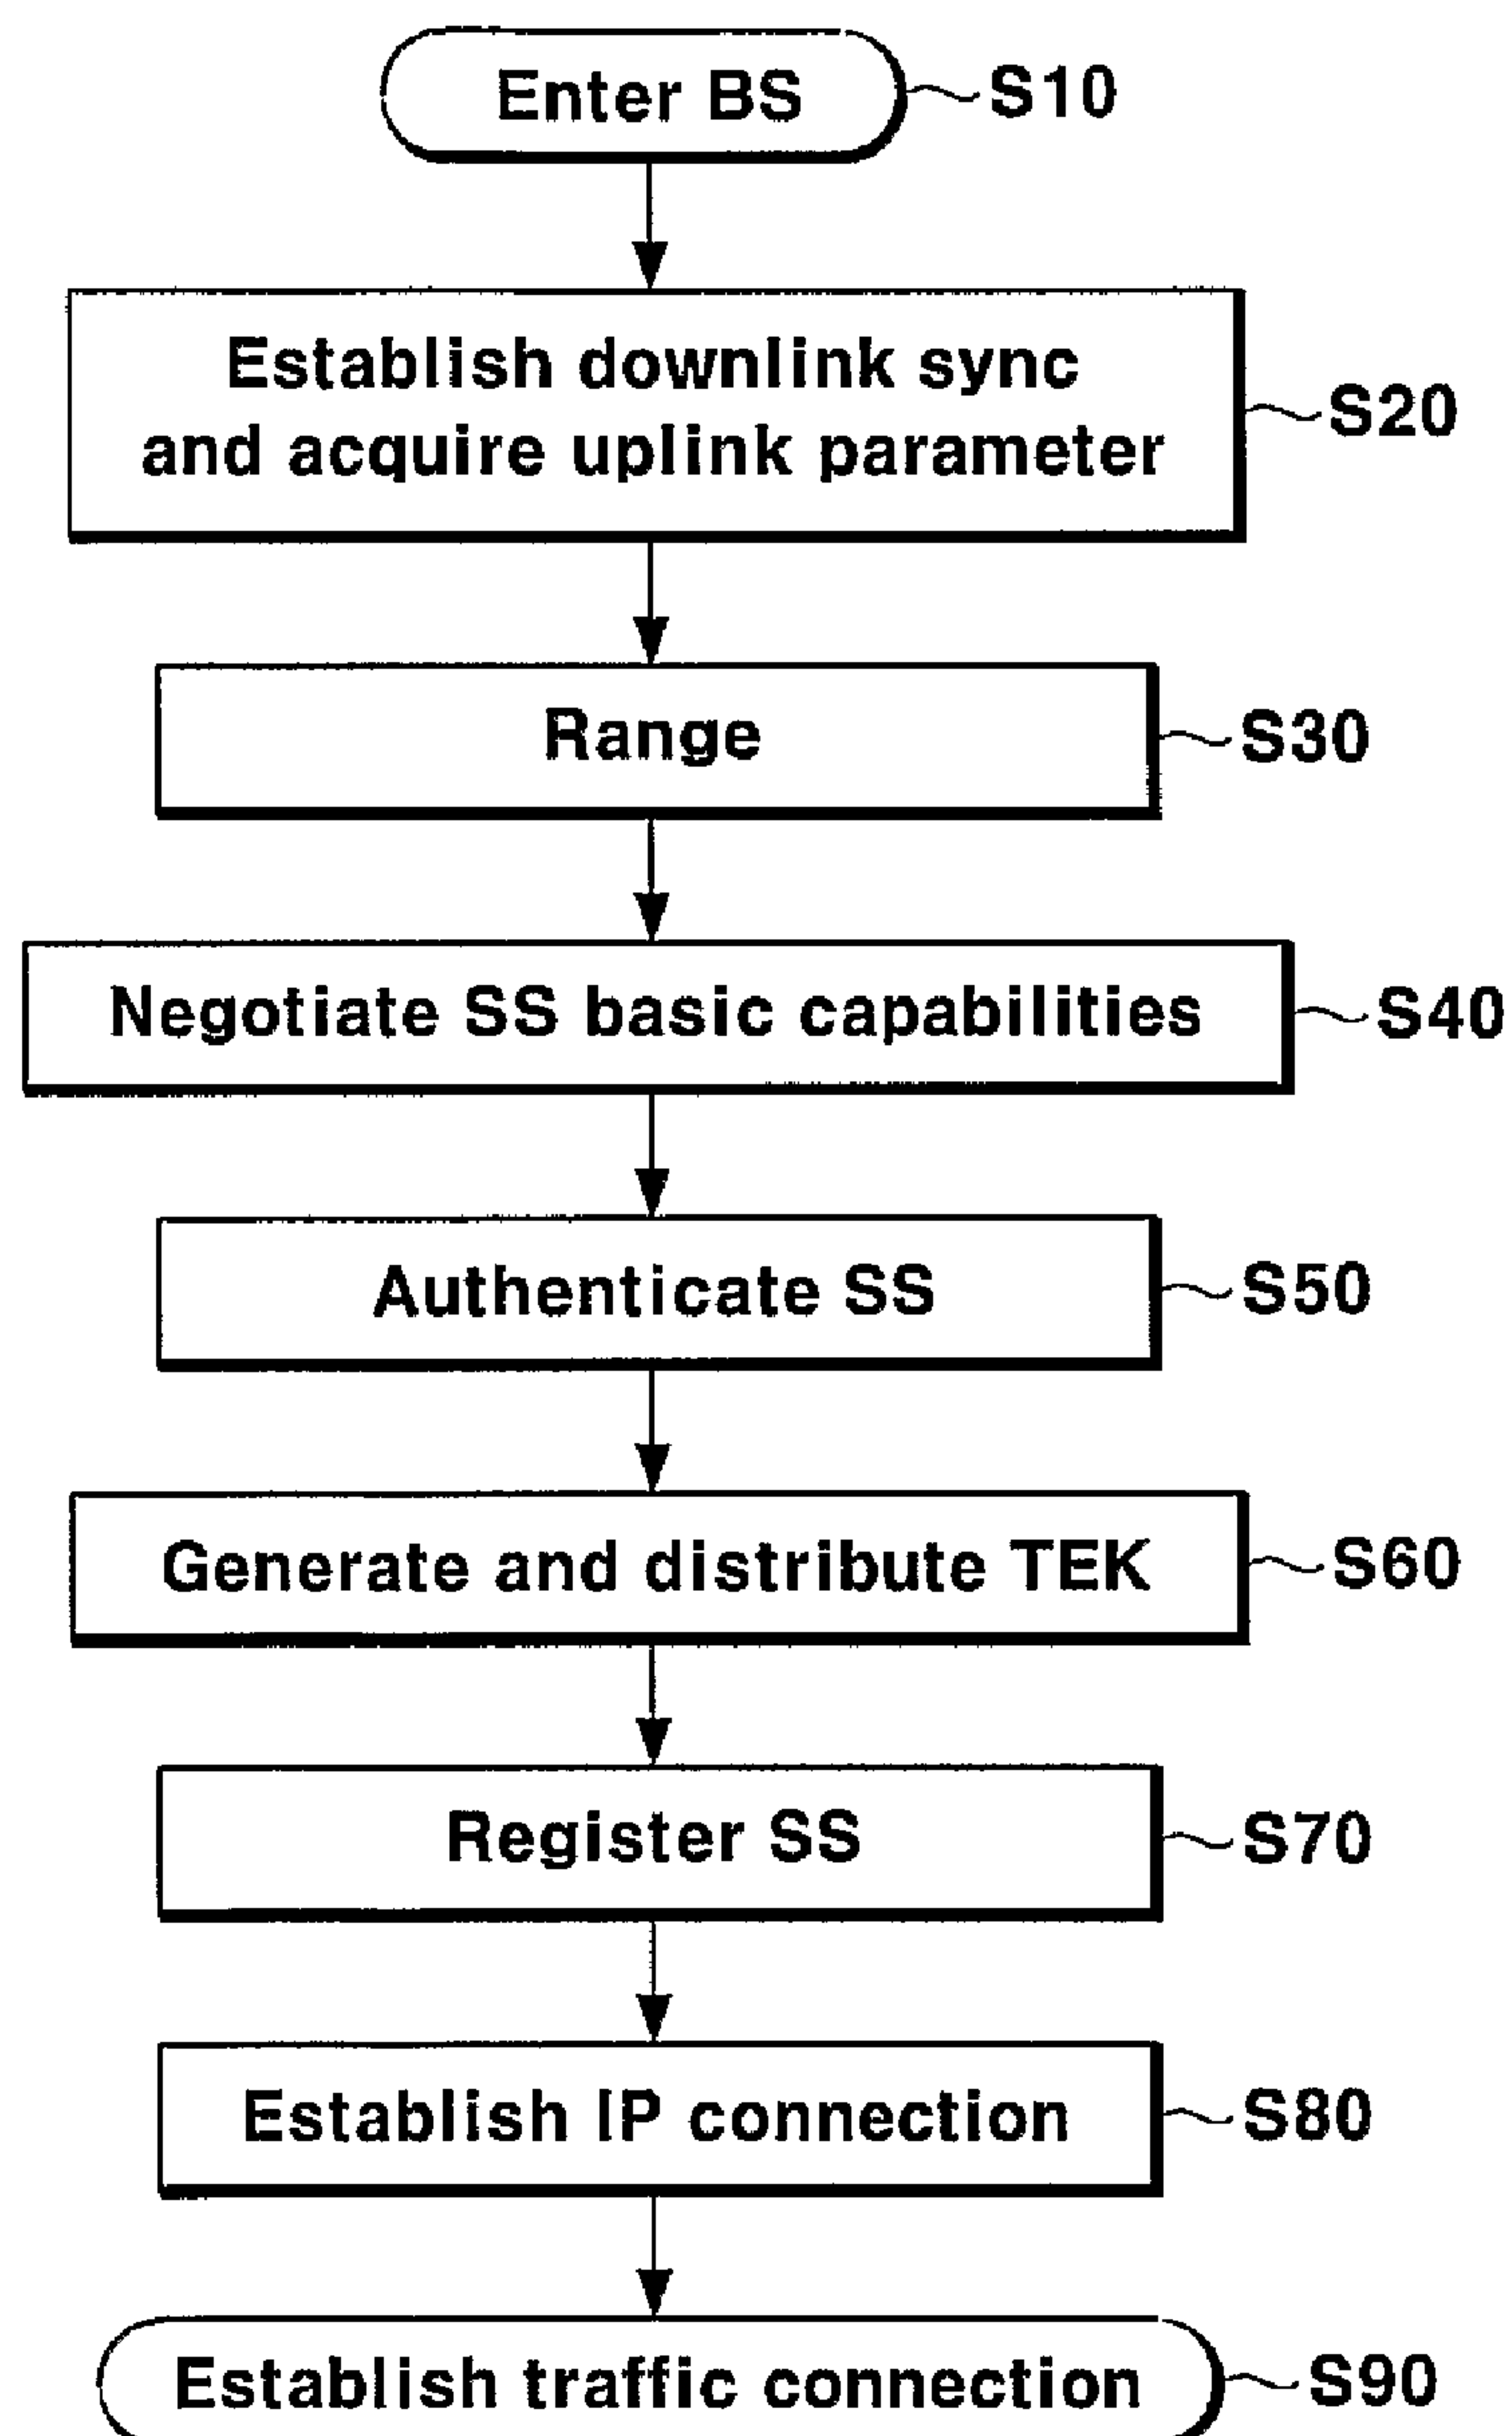 Enter BS S10
Establish downlink sync
and acquire uplink parameter
S20
Range S30
Negotiate SS basic capabilities S40
Authenticate SS S50
Generate and distribute TEK S60
Register SS S70
Establish IP connection S80
Establish traffic connection S90